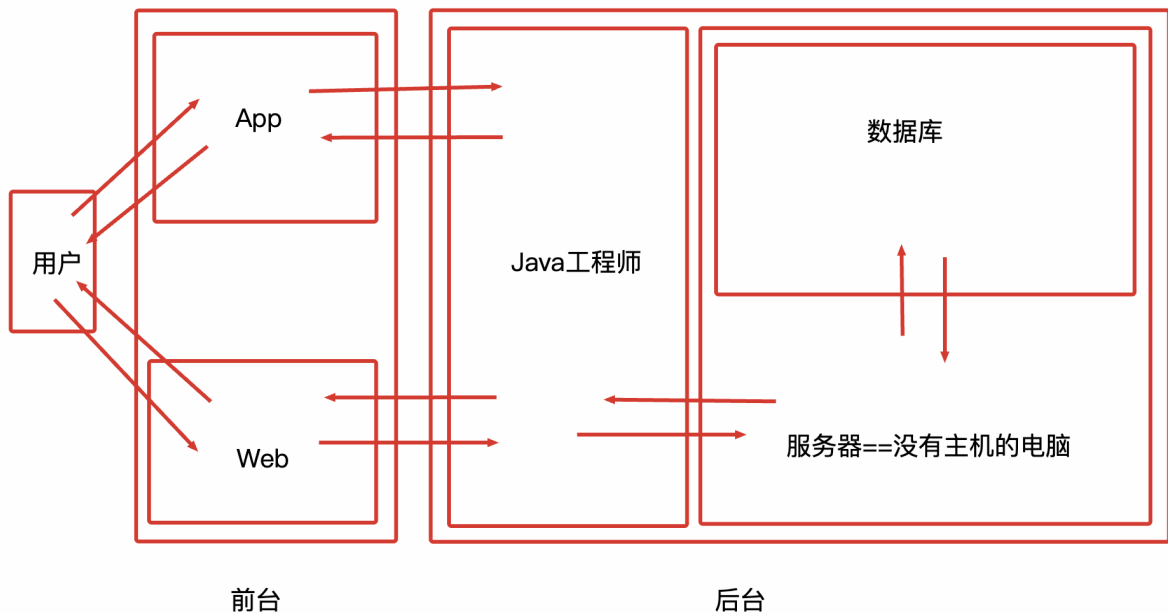 App
数据库
用户
Java工程师
Web
服务器==没有主机的电脑
前台
后台